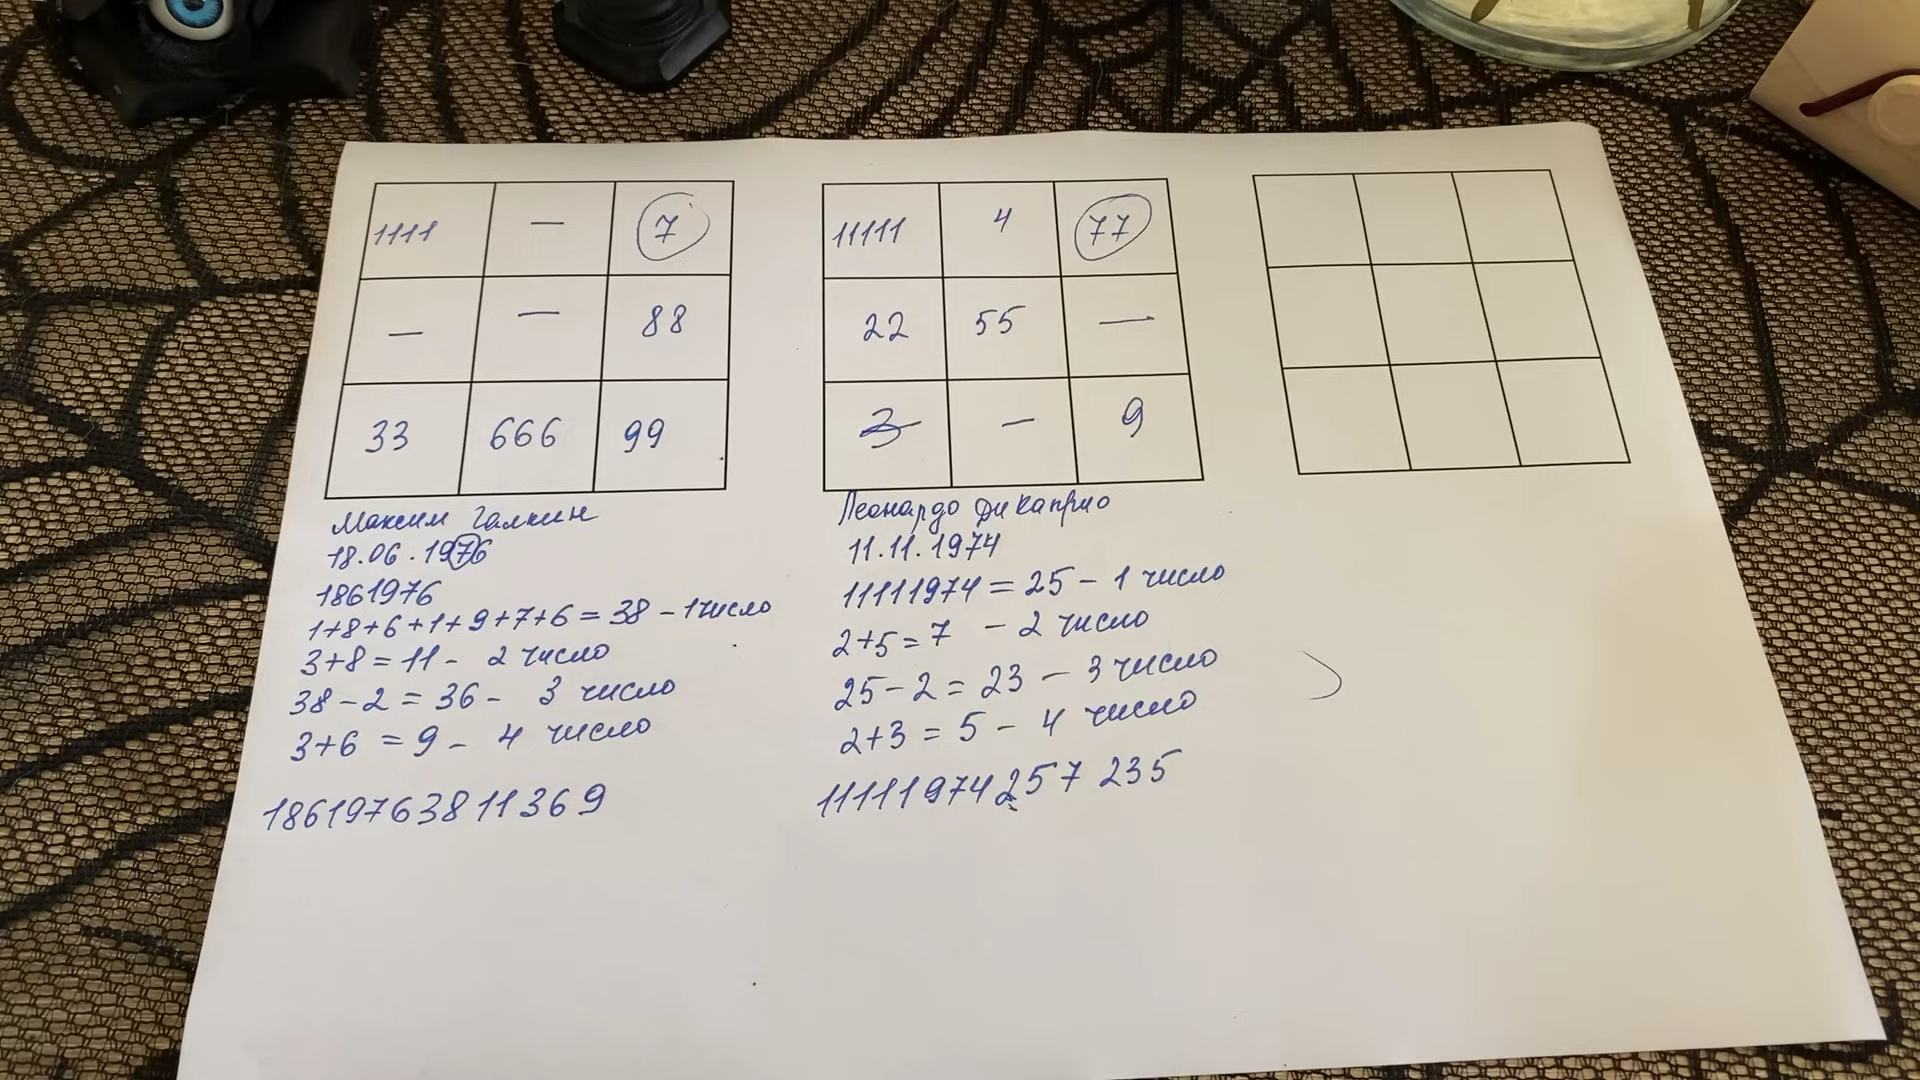 1111 — 7
— — 88
33 666 99
Максим Галкин
18.06.1976
1861976
1+8+6+1+9+7+6=38 - 1 число
3+8=11 - 2 число
38-2=36 - 3 число
3+6=9 - 4 число
18619763811369
11111 4 77
22 55 —
3 — 9
Леонардо ДиКаприо
11.11.1974
11111974=25 - 1 число
2+5=7 - 2 число
25-2=23 - 3 число
2+3=5 - 4 число
11111974257 235